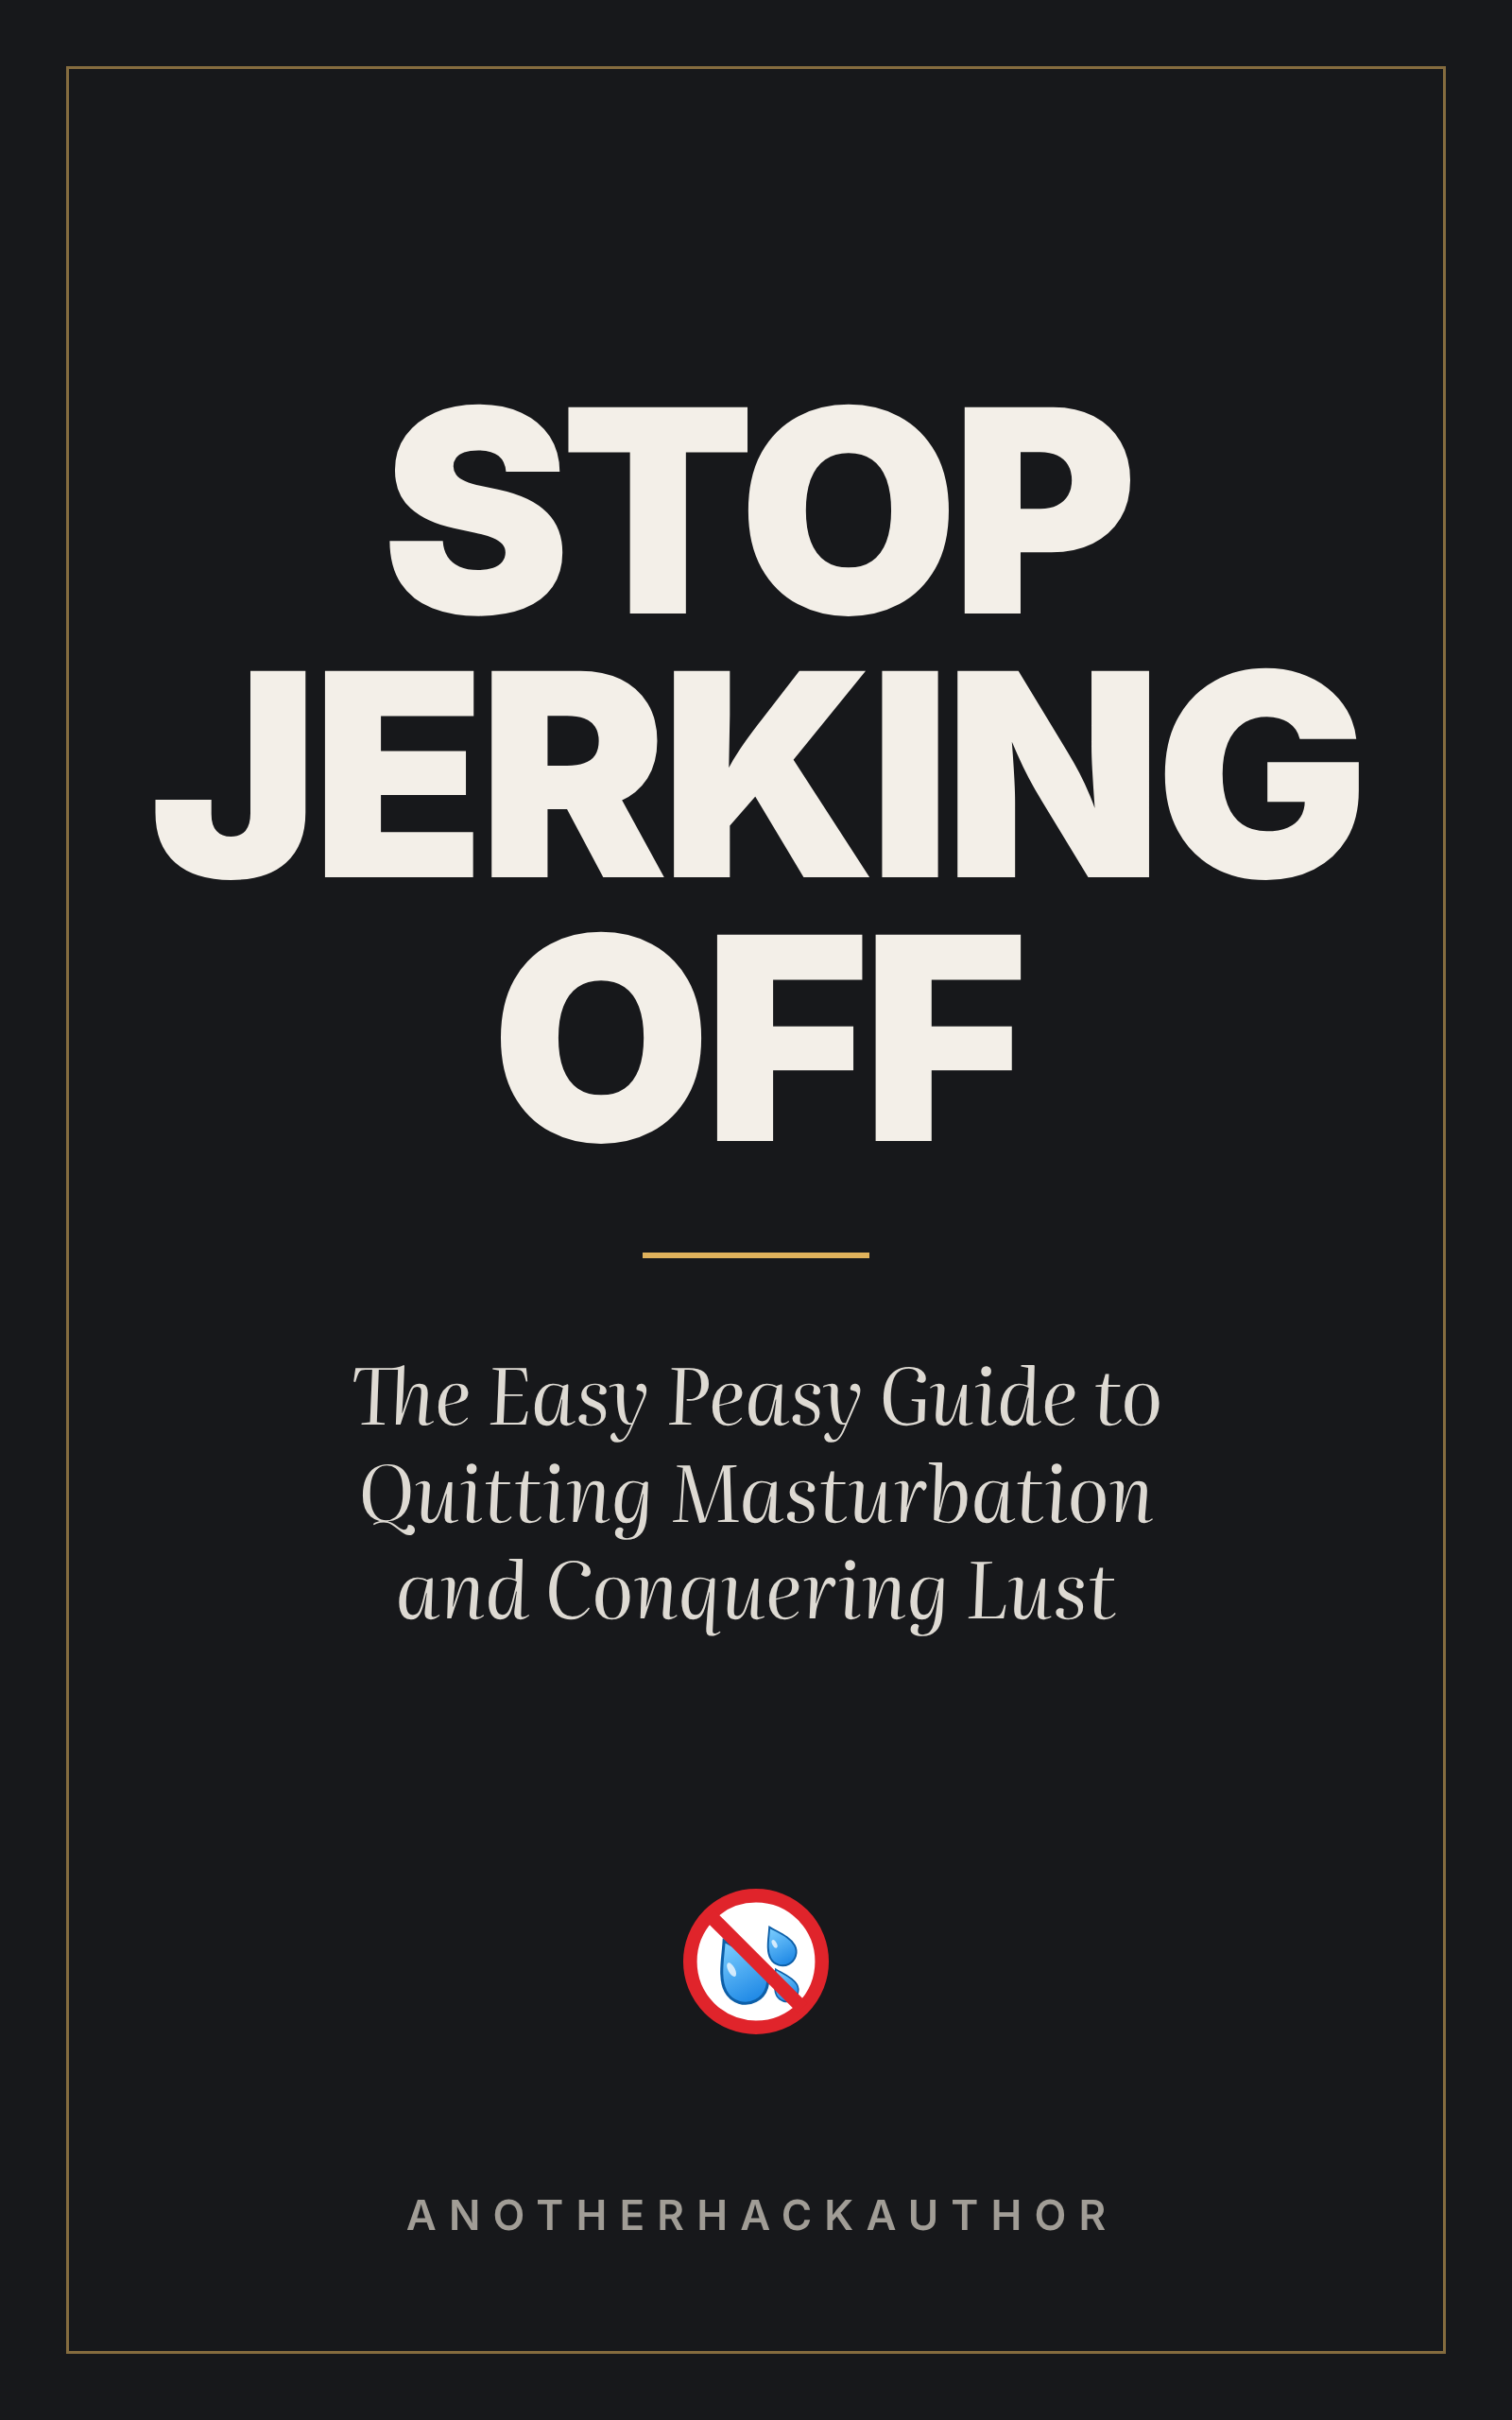 STOP
JERKING
OFF
The Easy Peasy Guide to
Quitting Masturbation
and Conquering Lust
ANOTHERHACKAUTHOR